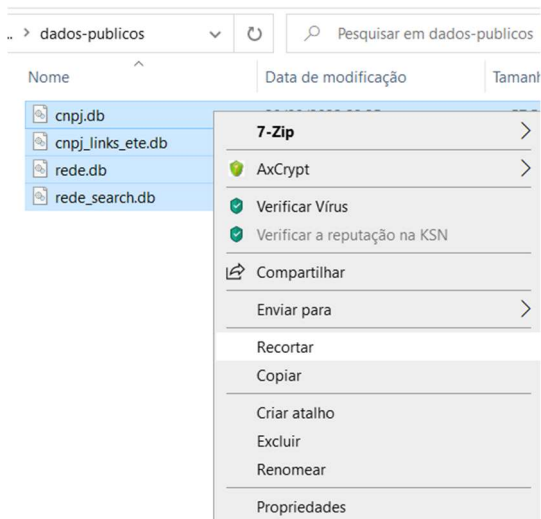 .. > dados-publicos Pesquisar em dados-publicos
Nome Data de modificação
cnpj.db
cnpj_links_ete.db
rede.db
rede_search.db
7-Zip
AxCrypt
Verificar Vírus
Verificar a reputação na KSN
Compartilhar
Enviar para
Recortar
Copiar
Criar atalho
Excluir
Renomear
Propriedades